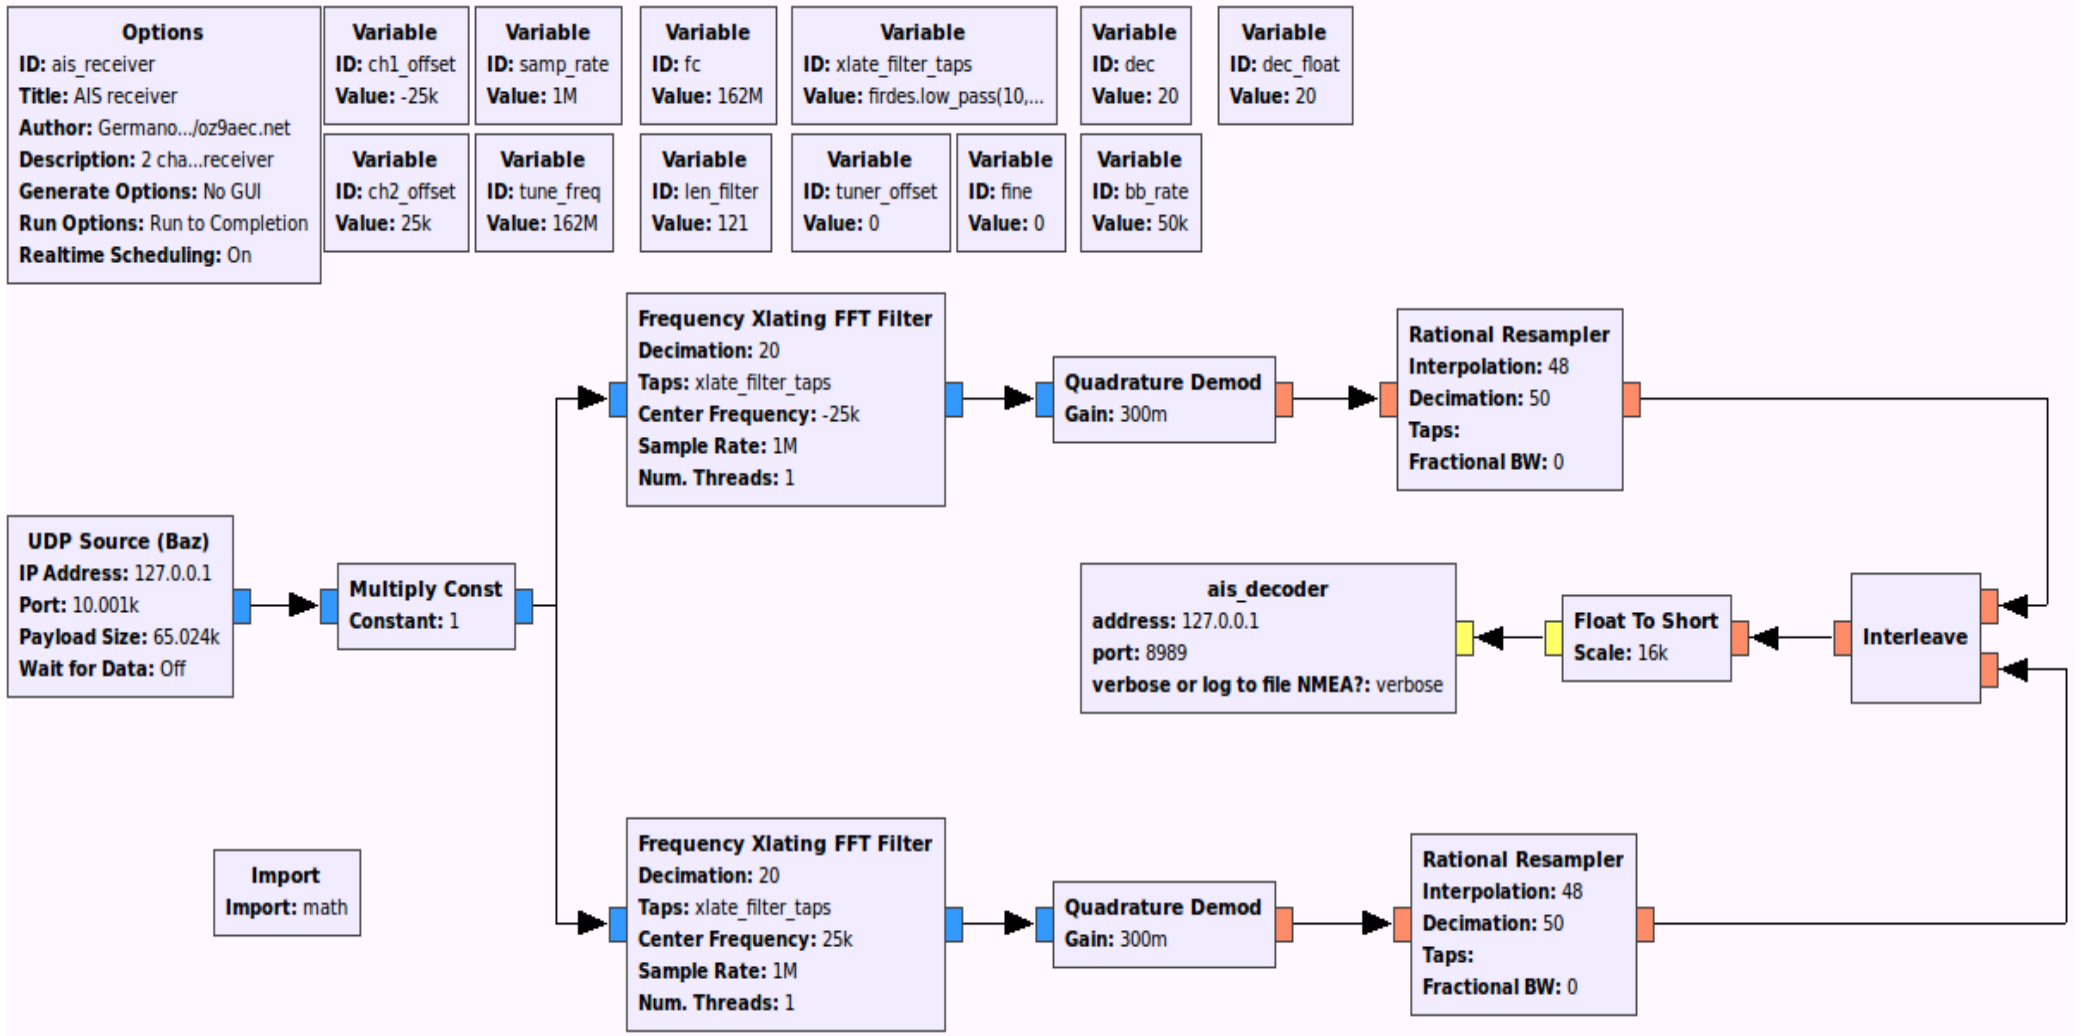 Options
ID: ais_receiver
Title: AIS receiver
Author: Germano.../oz9aec.net
Description: 2 cha...receiver
Generate Options: No GUI
Run Options: Run to Completion
Realtime Scheduling: On
Variable
ID: ch1_offset
Value: -25k
Variable
ID: samp_rate
Value: 1M
Variable
ID: fc
Value: 162M
Variable
ID: xlate_filter_taps
Value: firdes.low_pass(10,...
Variable
ID: dec
Value: 20
Variable
ID: dec_float
Value: 20
Variable
ID: ch2_offset
Value: 25k
Variable
ID: tune_freq
Value: 162M
Variable
ID: len_filter
Value: 121
Variable
ID: tuner_offset
Value: 0
Variable
ID: fine
Value: 0
Variable
ID: bb_rate
Value: 50k
Frequency Xlating FFT Filter
Decimation: 20
Taps: xlate_filter_taps
Center Frequency: -25k
Sample Rate: 1M
Num. Threads: 1
Quadrature Demod
Gain: 300m
Rational Resampler
Interpolation: 48
Decimation: 50
Taps:
Fractional BW: 0
UDP Source (Baz)
IP Address: 127.0.0.1
Port: 10.001k
Payload Size: 65.024k
Wait for Data: Off
Multiply Const
Constant: 1
ais_decoder
address: 127.0.0.1
port: 8989
verbose or log to file NMEA?: verbose
Float To Short
Scale: 16k
Interleave
Import
Import: math
Frequency Xlating FFT Filter
Decimation: 20
Taps: xlate_filter_taps
Center Frequency: 25k
Sample Rate: 1M
Num. Threads: 1
Quadrature Demod
Gain: 300m
Rational Resampler
Interpolation: 48
Decimation: 50
Taps:
Fractional BW: 0